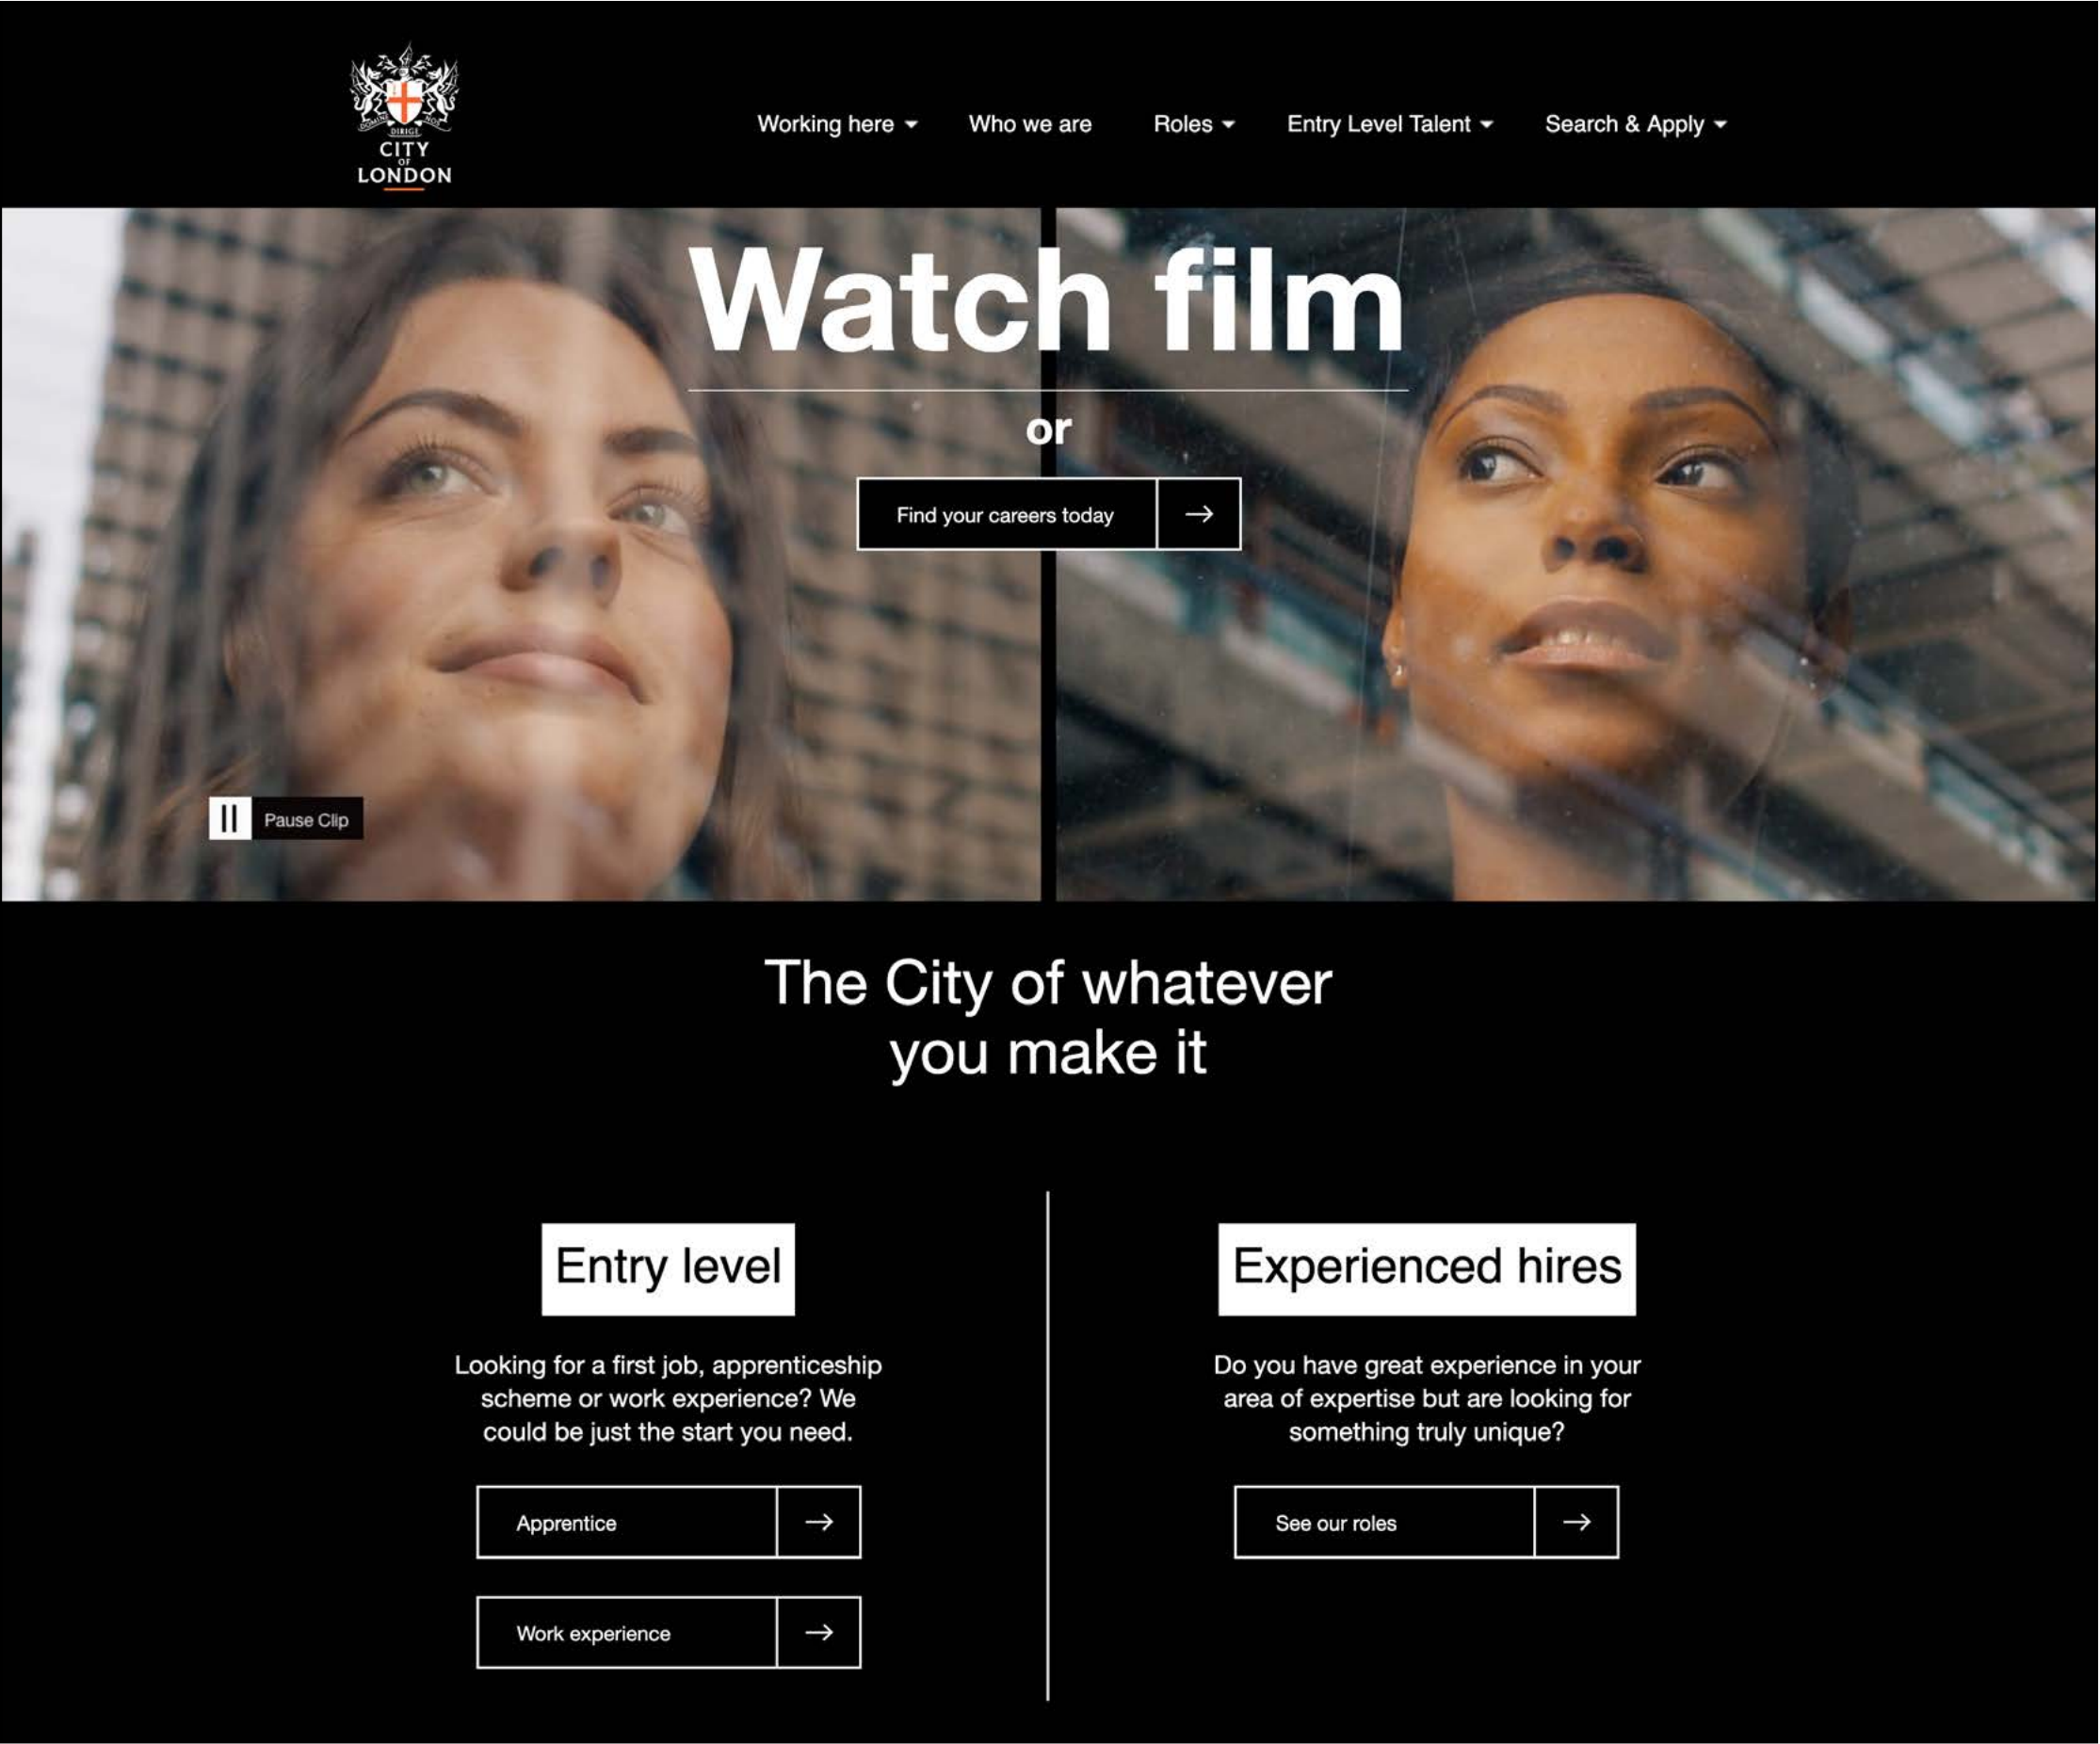 DOMINE DIRIGE NOS
CITY
OF
LONDON
Working here
Who we are
Roles
Entry Level Talent
Search & Apply
Watch film
or
Find your careers today
Pause Clip
The City of whatever
you make it
Entry level
Looking for a first job, apprenticeship
scheme or work experience? We
could be just the start you need.
Apprentice
Work experience
Experienced hires
Do you have great experience in your
area of expertise but are looking for
something truly unique?
See our roles